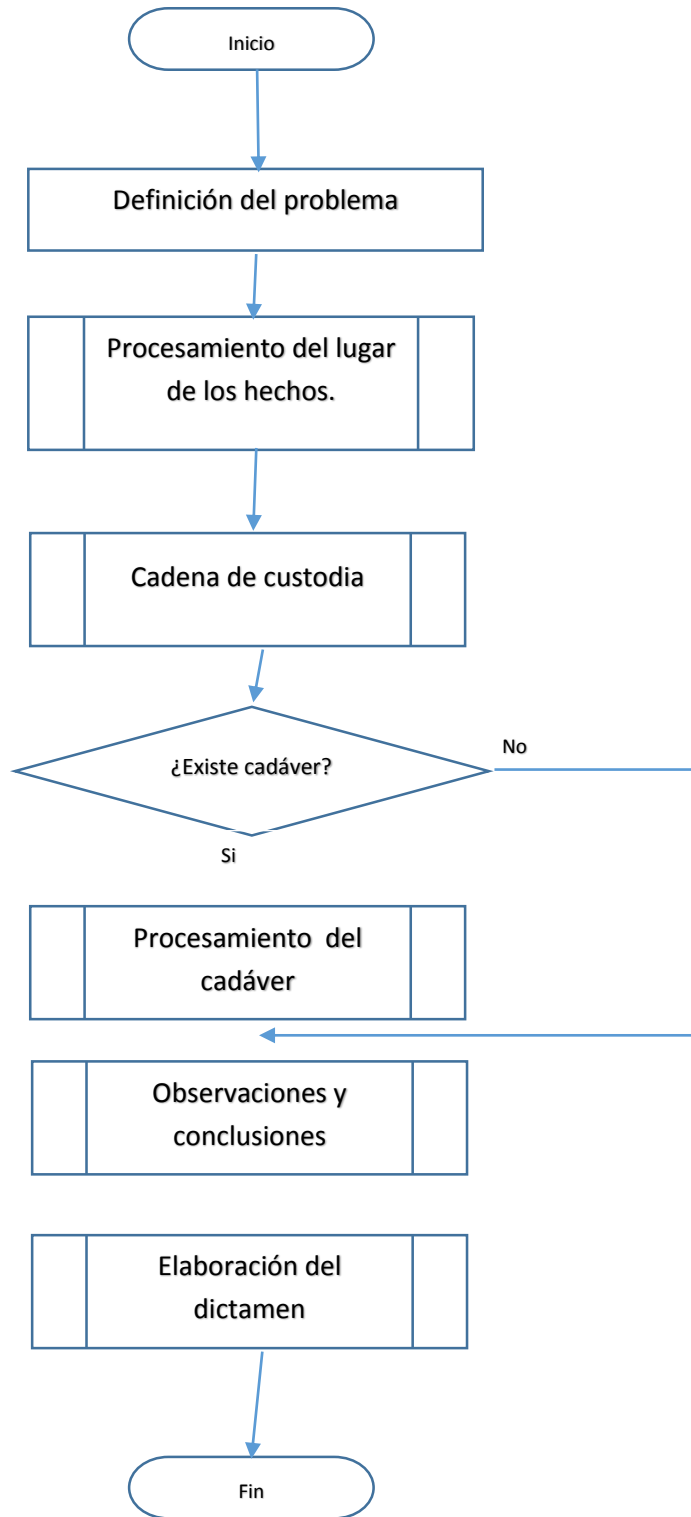 Inicio
Definición del problema
Procesamiento del lugar
de los hechos.
Cadena de custodia
¿Existe cadáver?
No
Si
Procesamiento del
cadáver
Observaciones y
conclusiones
Elaboración del
dictamen
Fin